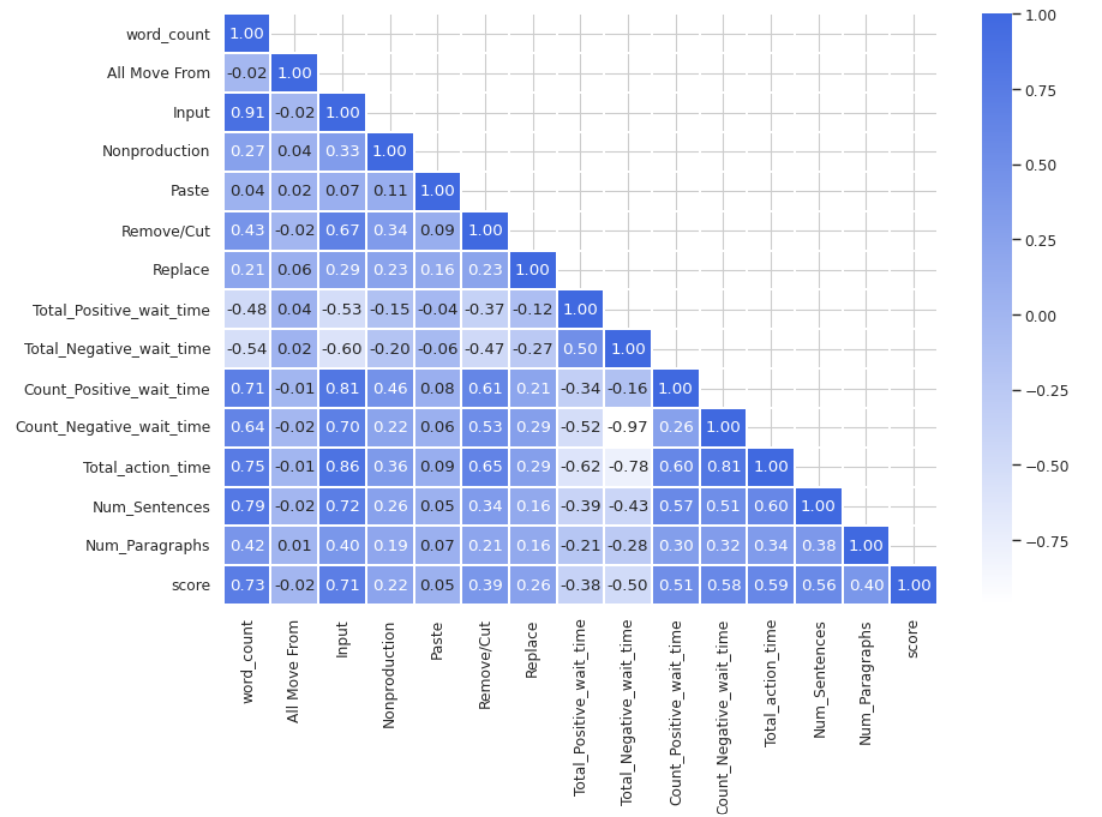 1.00
word_count 1.00
All Move From -0.02 1.00
0.75
Input 0.91 -0.02 1.00
Nonproduction 0.27 0.04 0.33 1.00
0.50
Paste 0.04 0.02 0.07 0.11 1.00
Remove/Cut 0.43 -0.02 0.67 0.34 0.09 1.00
0.25
Replace 0.21 0.06 0.29 0.23 0.16 0.23 1.00
Total_Positive_wait_time -0.48 0.04 -0.53 -0.15 -0.04 -0.37 -0.12 1.00
0.00
Total_Negative_wait_time -0.54 0.02 -0.60 -0.20 -0.06 -0.47 -0.27 0.50 1.00
Count_Positive_wait_time 0.71 -0.01 0.81 0.46 0.08 0.61 0.21 -0.34 -0.16 1.00
−0.25
Count_Negative_wait_time 0.64 -0.02 0.70 0.22 0.06 0.53 0.29 -0.52 -0.97 0.26 1.00
Total_action_time 0.75 -0.01 0.86 0.36 0.09 0.65 0.29 -0.62 -0.78 0.60 0.81 1.00
−0.50
Num_Sentences 0.79 -0.02 0.72 0.26 0.05 0.34 0.16 -0.39 -0.43 0.57 0.51 0.60 1.00
Num_Paragraphs 0.42 0.01 0.40 0.19 0.07 0.21 0.16 -0.21 -0.28 0.30 0.32 0.34 0.38 1.00
−0.75
score 0.73 -0.02 0.71 0.22 0.05 0.39 0.26 -0.38 -0.50 0.51 0.58 0.59 0.56 0.40 1.00
word_count
All Move From
Input
Nonproduction
Paste
Remove/Cut
Replace
Total_Positive_wait_time
Total_Negative_wait_time
Count_Positive_wait_time
Count_Negative_wait_time
Total_action_time
Num_Sentences
Num_Paragraphs
score